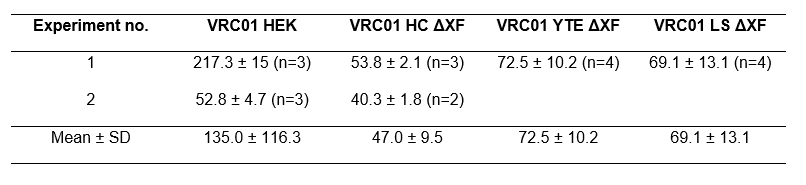 Experiment no. VRC01 HEK VRC01 HC ΔXF VRC01 YTE ΔXF VRC01 LS ΔXF
1 217.3 ± 15 (n=3) 53.8 ± 2.1 (n=3) 72.5 ± 10.2 (n=4) 69.1 ± 13.1 (n=4)
2 52.8 ± 4.7 (n=3) 40.3 ± 1.8 (n=2)
Mean ± SD 135.0 ± 116.3 47.0 ± 9.5 72.5 ± 10.2 69.1 ± 13.1